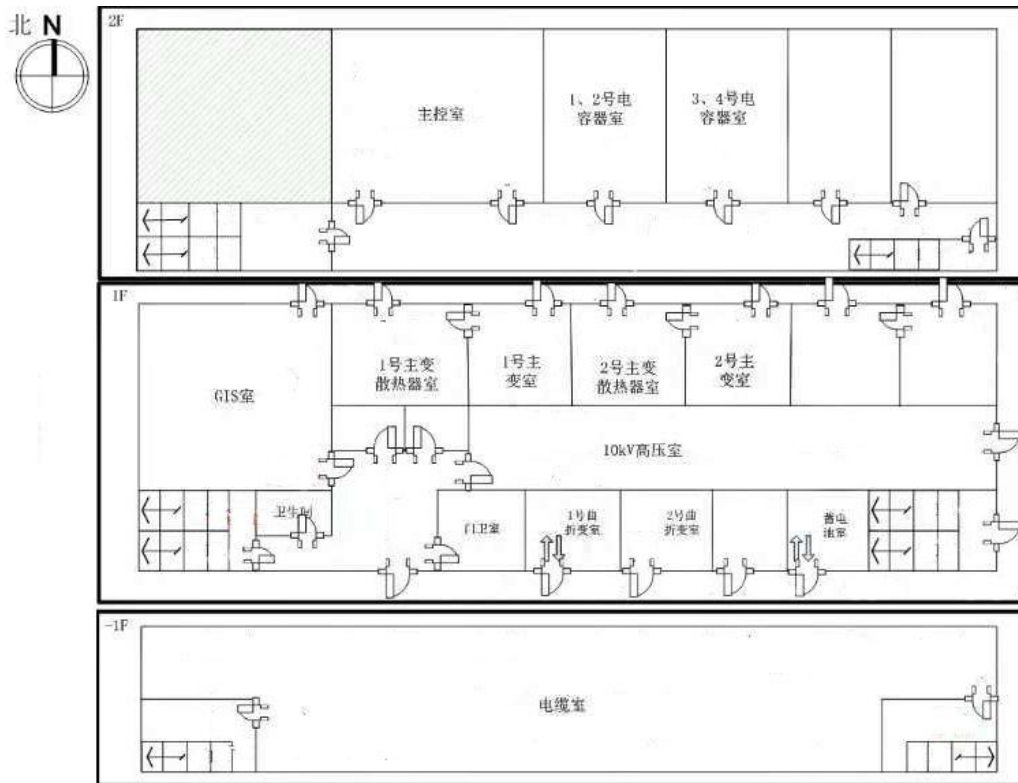 北 N
2F
主控室
1、2号电
容器室
3、4号电
容器室
1F
GIS室
1号主变
散热器室
1号主
变室
2号主变
散热器室
2号主
变室
10kV高压室
卫生间
门卫室
1号曲
折变室
2号曲
折变室
蓄电
池室
-1F
电缆室